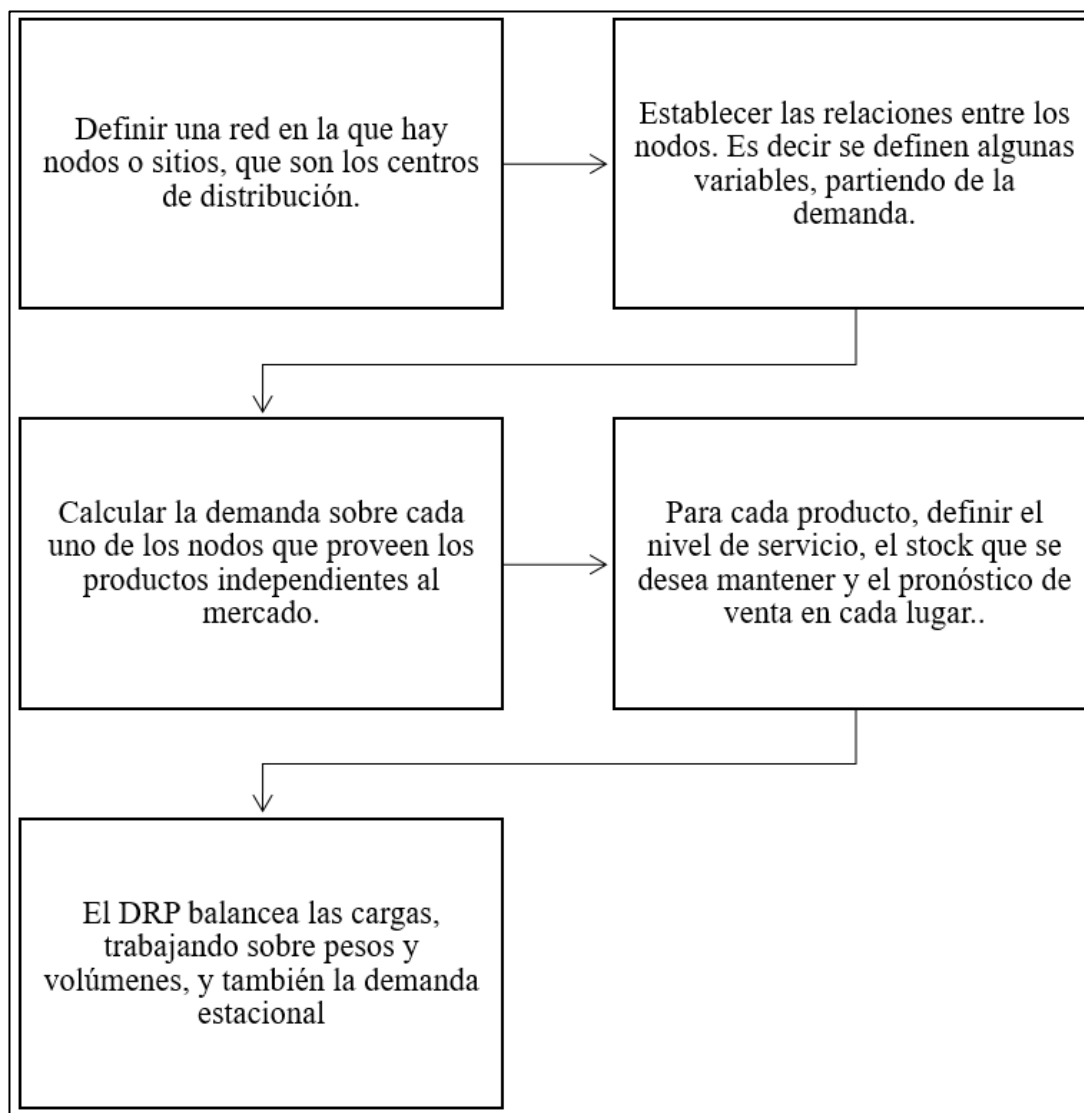 Definir una red en la que hay
nodos o sitios, que son los centros
de distribución.
Establecer las relaciones entre los
nodos. Es decir se definen algunas
variables, partiendo de la
demanda.
Calcular la demanda sobre cada
uno de los nodos que proveen los
productos independientes al
mercado.
Para cada producto, definir el
nivel de servicio, el stock que se
desea mantener y el pronóstico de
venta en cada lugar..
El DRP balancea las cargas,
trabajando sobre pesos y
volúmenes, y también la demanda
estacional